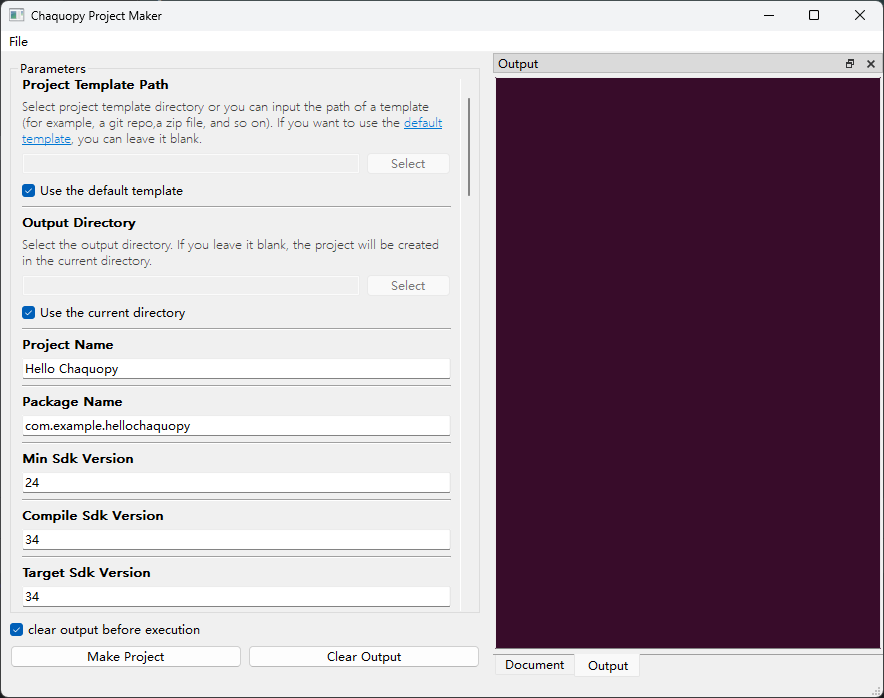 Chaquopy Project Maker
File
Parameters
Project Template Path
Select project template directory or you can input the path of a template
(for example, a git repo,a zip file, and so on). If you want to use the default
template, you can leave it blank.
Select
Use the default template
Output Directory
Select the output directory. If you leave it blank, the project will be created
in the current directory.
Select
Use the current directory
Project Name
Hello Chaquopy
Package Name
com.example.hellochaquopy
Min Sdk Version
24
Compile Sdk Version
34
Target Sdk Version
34
clear output before execution
Make Project
Clear Output
Output
Document
Output